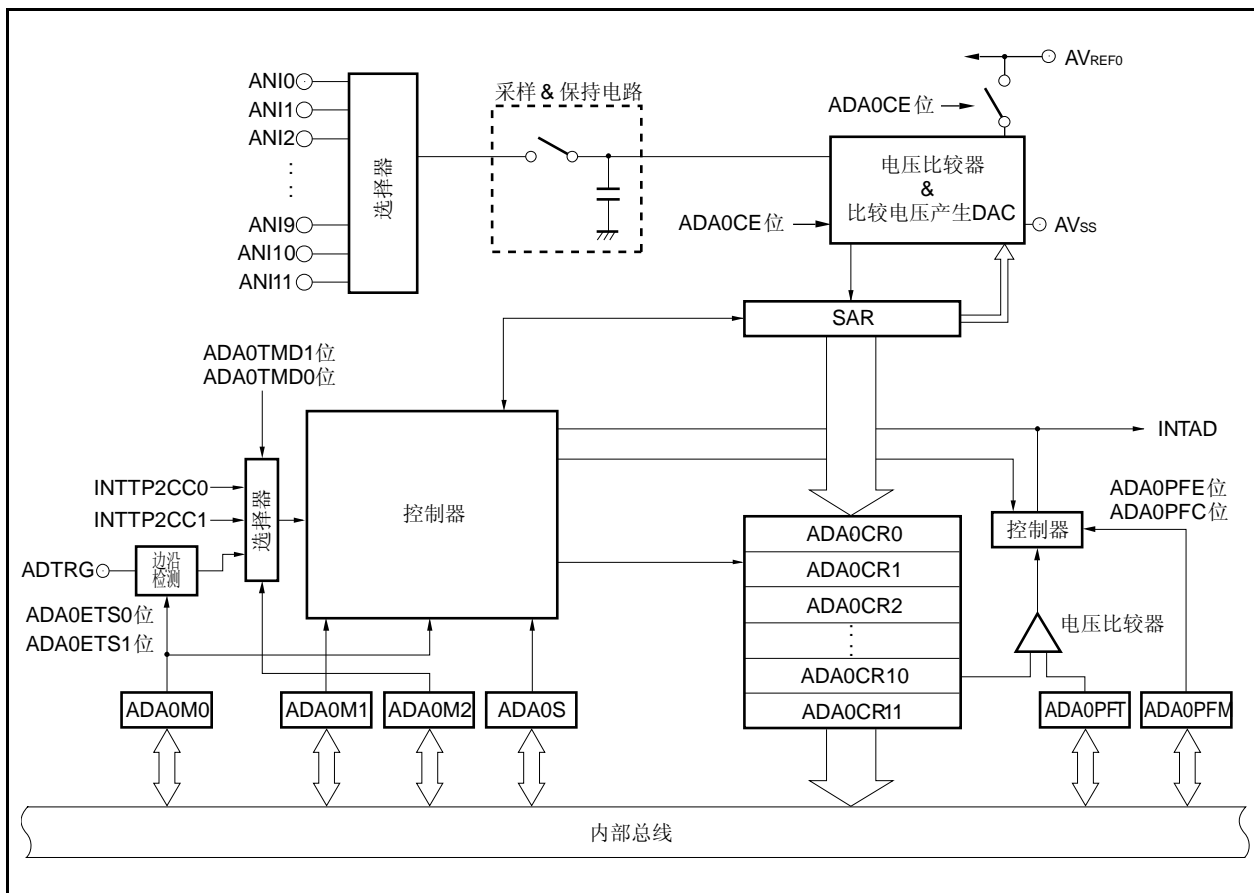 AVREF0
ANI0
ANI1
ANI2
ANI9
ANI10
ANI11
选择器
采样 & 保持电路
ADA0CE位
电压比较器
&
比较电压产生DAC
ADA0CE位
AVSS
SAR
ADA0TMD1位
ADA0TMD0位
INTTP2CC0
INTTP2CC1
选择器
控制器
INTAD
ADTRG
边沿
检测
ADA0ETS0位
ADA0ETS1位
ADA0CR0
ADA0CR1
ADA0CR2
ADA0CR10
ADA0CR11
ADA0PFE位
ADA0PFC位
控制器
电压比较器
ADA0M0
ADA0M1
ADA0M2
ADA0S
ADA0PFT
ADA0PFM
内部总线